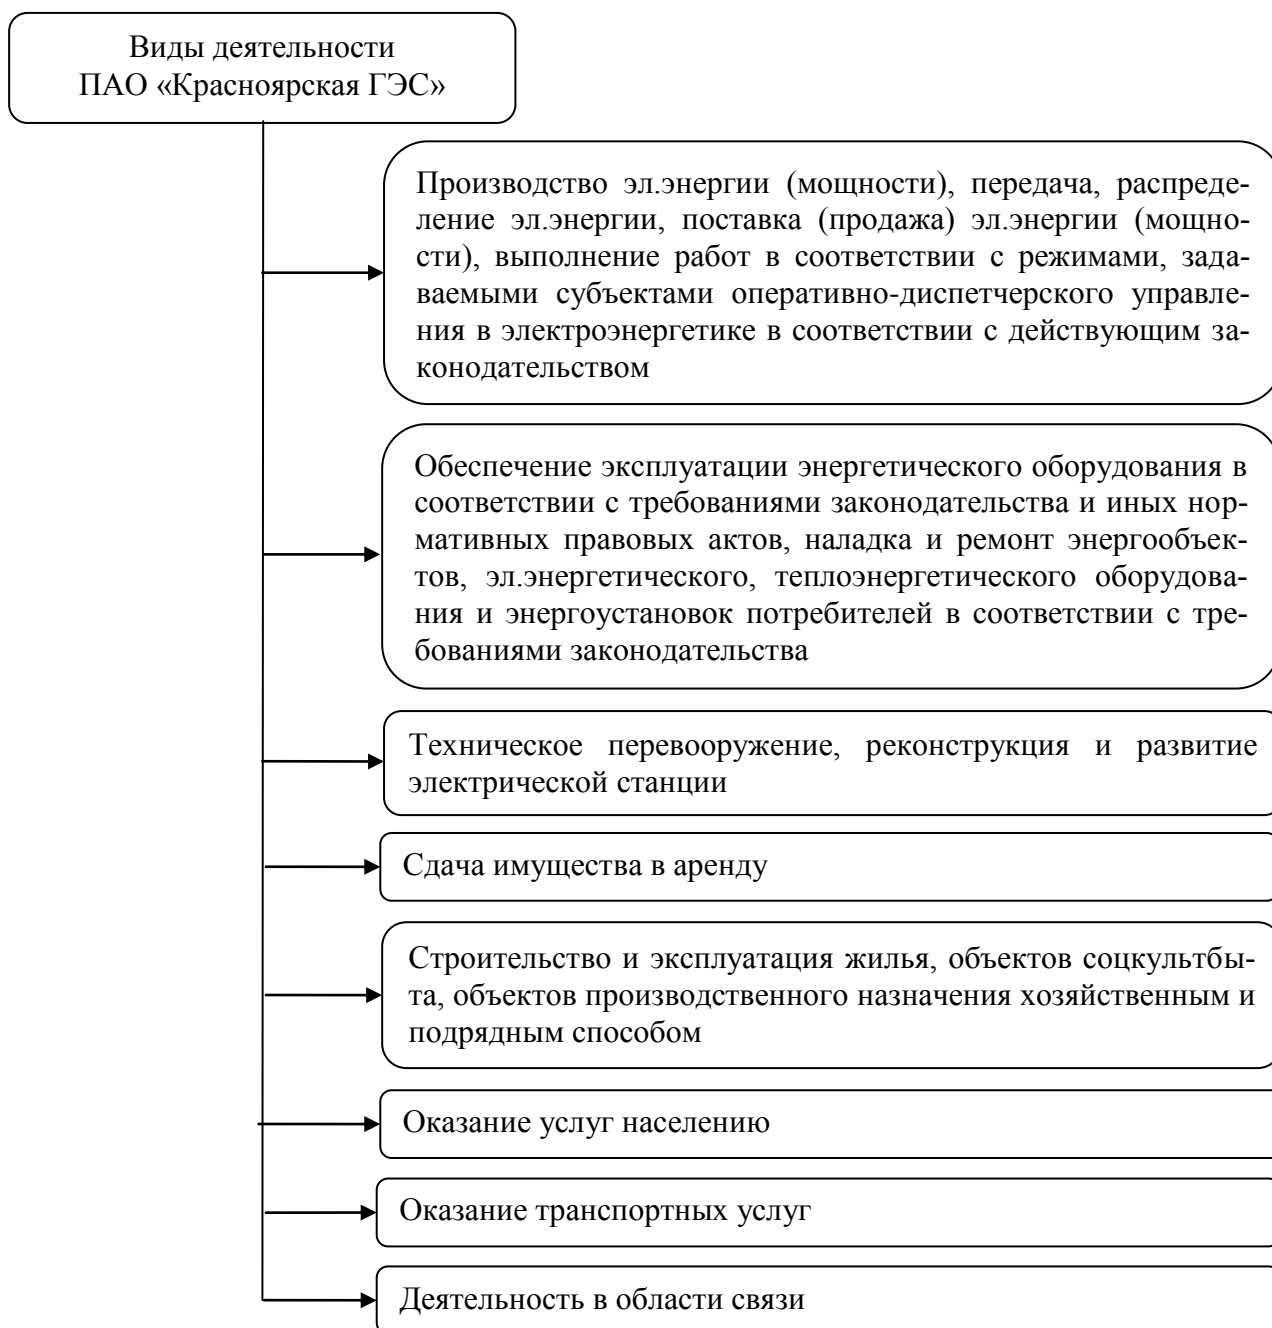 Виды деятельности
ПАО «Красноярская ГЭС»
Производство эл.энергии (мощности), передача, распреде-
ление эл.энергии, поставка (продажа) эл.энергии (мощно-
сти), выполнение работ в соответствии с режимами, зада-
ваемыми субъектами оперативно-диспетчерского управле-
ния в электроэнергетике в соответствии с действующим за-
конодательством
Обеспечение эксплуатации энергетического оборудования в
соответствии с требованиями законодательства и иных нор-
мативных правовых актов, наладка и ремонт энергообъек-
тов, эл.энергетического, теплоэнергетического оборудова-
ния и энергоустановок потребителей в соответствии с тре-
бованиями законодательства
Техническое перевооружение, реконструкция и развитие
электрической станции
Сдача имущества в аренду
Строительство и эксплуатация жилья, объектов соцкультбы-
та, объектов производственного назначения хозяйственным и
подрядным способом
Оказание услуг населению
Оказание транспортных услуг
Деятельность в области связи